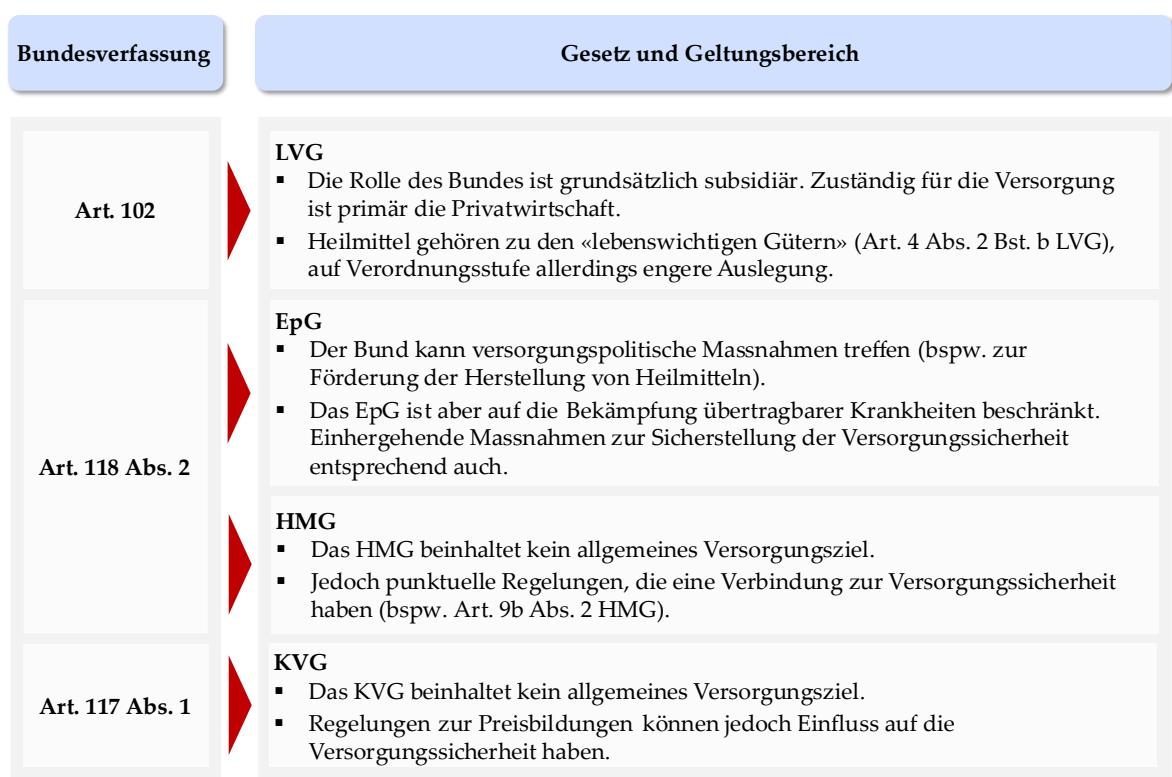 Bundesverfassung
Gesetz und Geltungsbereich
Art. 102
LVG
▪ Die Rolle des Bundes ist grundsätzlich subsidiär. Zuständig für die Versorgung
ist primär die Privatwirtschaft.
▪ Heilmittel gehören zu den «lebenswichtigen Gütern» (Art. 4 Abs. 2 Bst. b LVG),
auf Verordnungsstufe allerdings engere Auslegung.
Art. 118 Abs. 2
EpG
▪ Der Bund kann versorgungspolitische Massnahmen treffen (bspw. zur
Förderung der Herstellung von Heilmitteln).
▪ Das EpG ist aber auf die Bekämpfung übertragbarer Krankheiten beschränkt.
Einhergehende Massnahmen zur Sicherstellung der Versorgungssicherheit
entsprechend auch.
HMG
▪ Das HMG beinhaltet kein allgemeines Versorgungsziel.
▪ Jedoch punktuelle Regelungen, die eine Verbindung zur Versorgungssicherheit
haben (bspw. Art. 9b Abs. 2 HMG).
Art. 117 Abs. 1
KVG
▪ Das KVG beinhaltet kein allgemeines Versorgungsziel.
▪ Regelungen zur Preisbildungen können jedoch Einfluss auf die
Versorgungssicherheit haben.